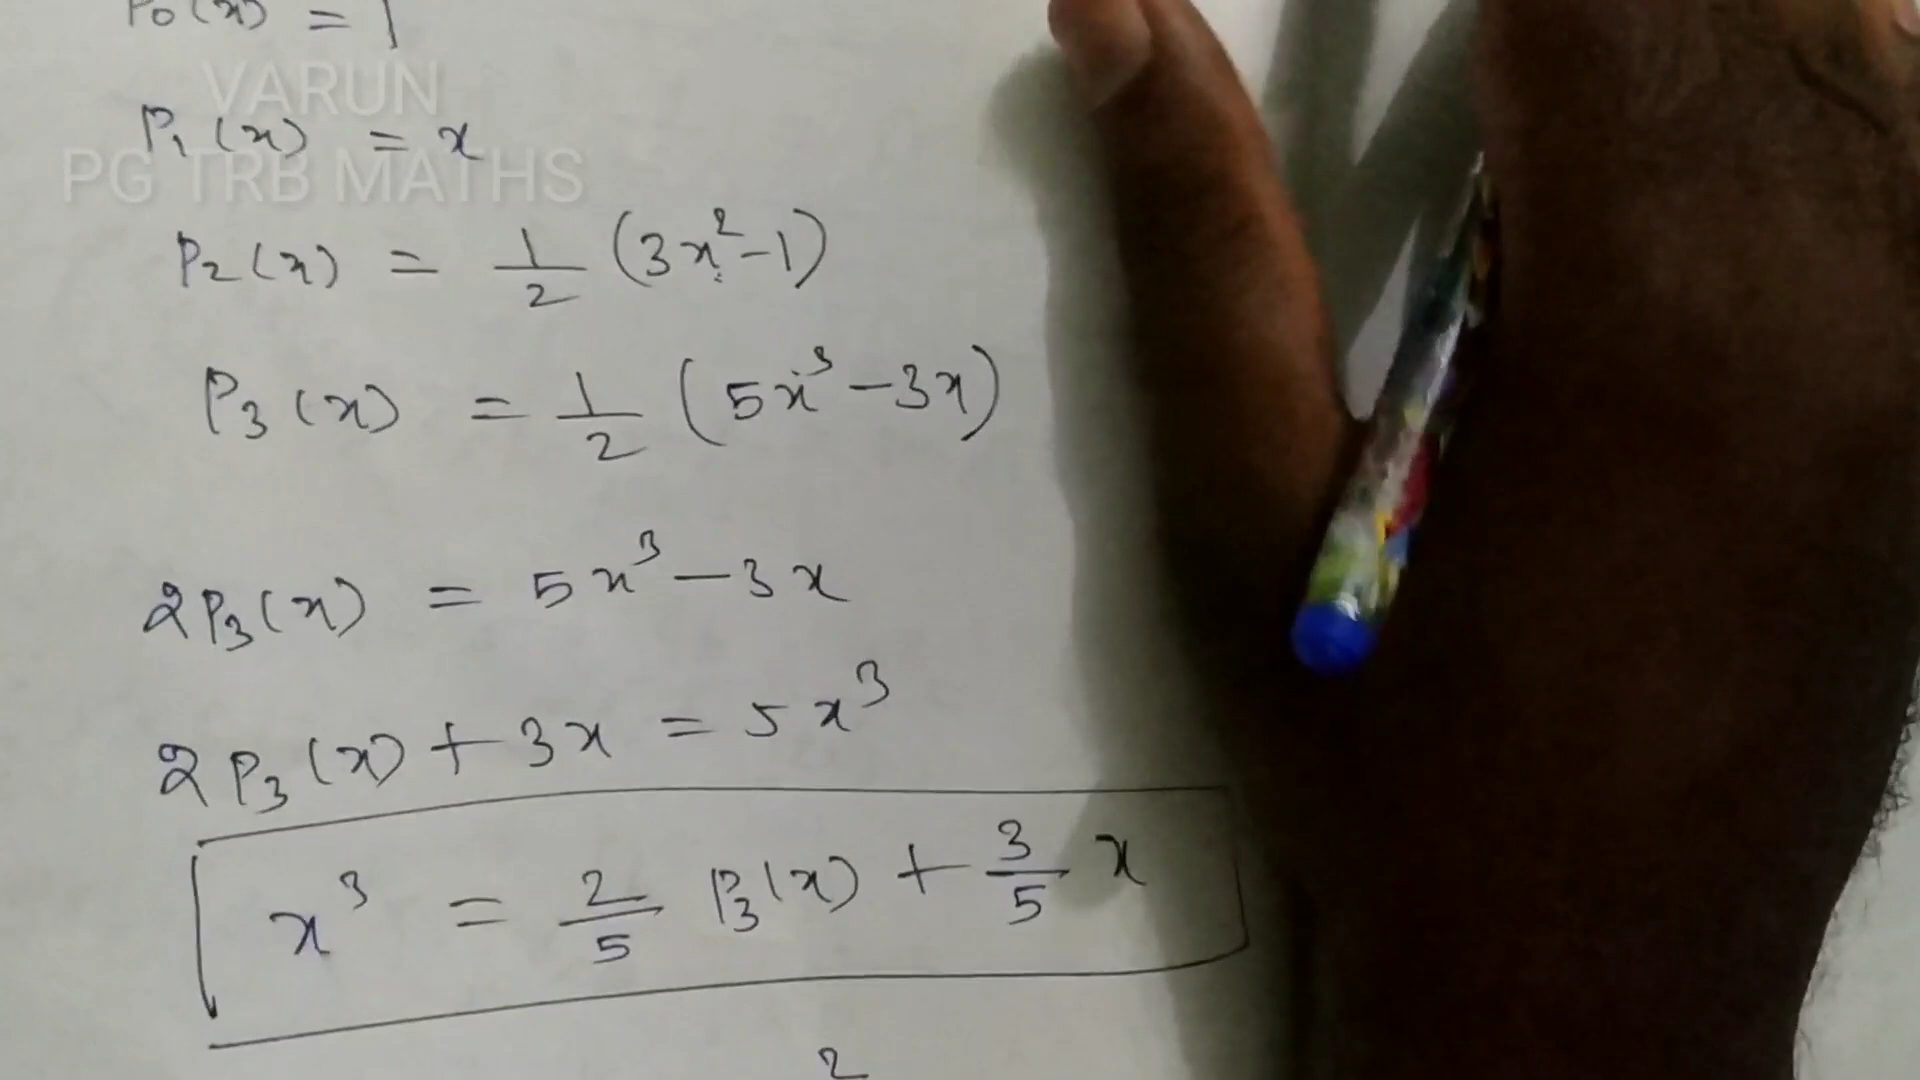 P₀(x) = 1
VARUN
P₁(x) = x
PG TRB MATHS
P₂(x) = 1/2 (3x² - 1)
P₃(x) = 1/2 (5x³ - 3x)
2P₃(x) = 5x³ - 3x
2P₃(x) + 3x = 5x³
x³ = 2/5 P₃(x) + 3/5 x
2